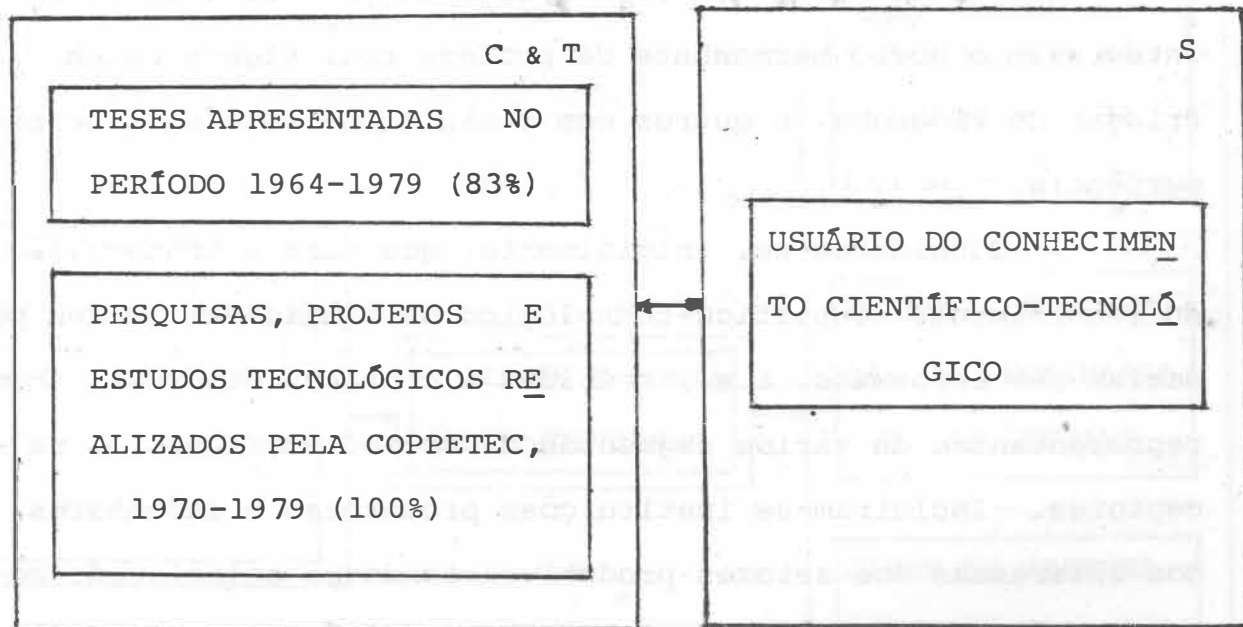 C & T
TESES APRESENTADAS NO
PERÍODO 1964-1979 (83%)
PESQUISAS, PROJETOS E
ESTUDOS TECNOLÓGICOS RE
ALIZADOS PELA COPPETEC,
1970-1979 (100%)
S
USUÁRIO DO CONHECIMEN
TO CIENTÍFICO-TECNOLÓ
GICO